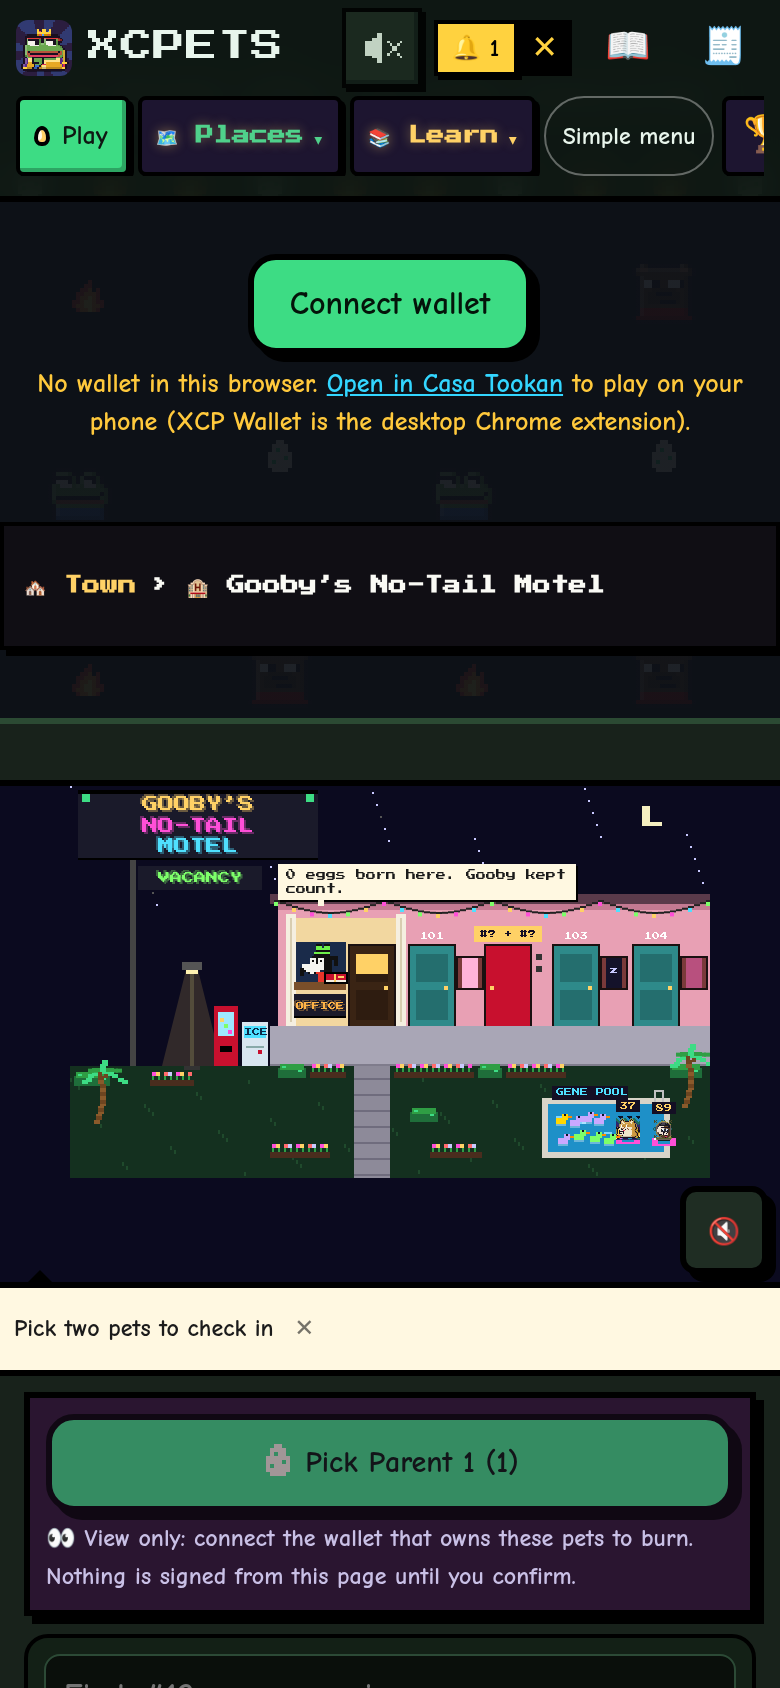 XCPETS
1
Play
Places
Learn
Simple menu
Connect wallet
No wallet in this browser. Open in Casa Tookan to play on your
phone (XCP Wallet is the desktop Chrome extension).
Town > Gooby's No-Tail Motel
GOOBY'S
NO-TAIL
MOTEL
VACANCY
0 eggs born here. Gooby kept
count.
101
#? + #?
103
104
z
OFFICE
ICE
GENE POOL
37
89
Pick two pets to check in
Pick Parent 1 (1)
View only: connect the wallet that owns these pets to burn.
Nothing is signed from this page until you confirm.